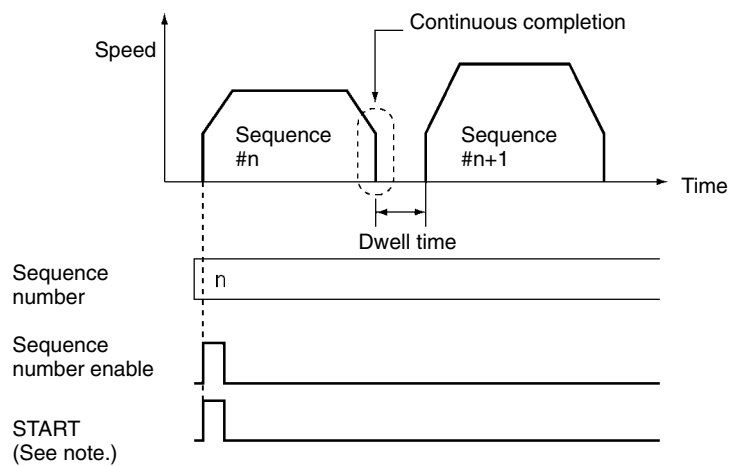 Continuous completion
Speed
Sequence
#n
Sequence
#n+1
Time
Dwell time
Sequence
number
n
Sequence
number enable
START
(See note.)